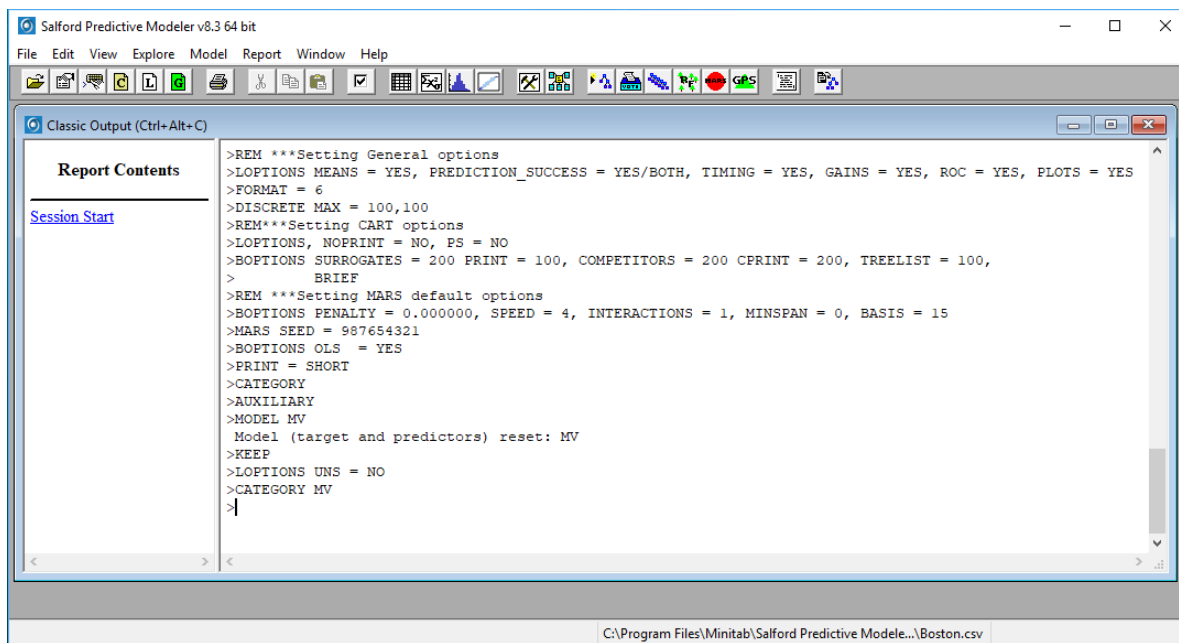 Salford Predictive Modeler v8.3 64 bit
File Edit View Explore Model Report Window Help
Classic Output (Ctrl+Alt+C)
Report Contents
Session Start
>REM ***Setting General options
>LOPTIONS MEANS = YES, PREDICTION_SUCCESS = YES/BOTH, TIMING = YES, GAINS = YES, ROC = YES, PLOTS = YES
>FORMAT = 6
>DISCRETE MAX = 100,100
>REM***Setting CART options
>LOPTIONS, NOPRINT = NO, PS = NO
>BOPTIONS SURROGATES = 200 PRINT = 100, COMPETITORS = 200 CPRINT = 200, TREELIST = 100,
>         BRIEF
>REM ***Setting MARS default options
>BOPTIONS PENALTY = 0.000000, SPEED = 4, INTERACTIONS = 1, MINSPAN = 0, BASIS = 15
>MARS SEED = 987654321
>BOPTIONS OLS  = YES
>PRINT = SHORT
>CATEGORY
>AUXILIARY
>MODEL MV
 Model (target and predictors) reset: MV
>KEEP
>LOPTIONS UNS = NO
>CATEGORY MV
>
C:\Program Files\Minitab\Salford Predictive Modele...\Boston.csv